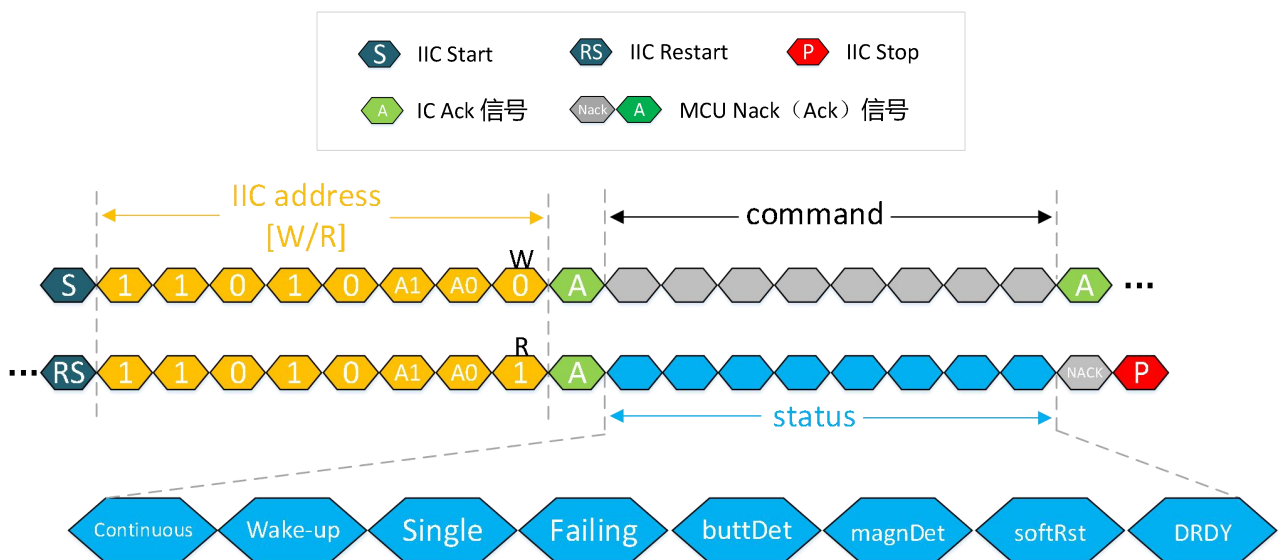 S IIC Start RS IIC Restart P IIC Stop
A IC Ack 信号 Nack A MCU Nack（Ack）信号
IIC address
[W/R]
command
W
S 1 1 0 1 0 A1 A0 0 A A ...
R
... RS 1 1 0 1 0 A1 A0 1 A NACK P
status
Continuous Wake-up Single Failing buttDet magnDet softRst DRDY